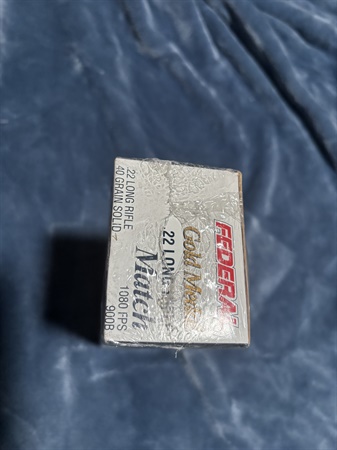 FEDERAL
Gold Medal
22 LONG
Match
.22 LONG RIFLE
40 GRAIN SOLID
1080 FPS
900B